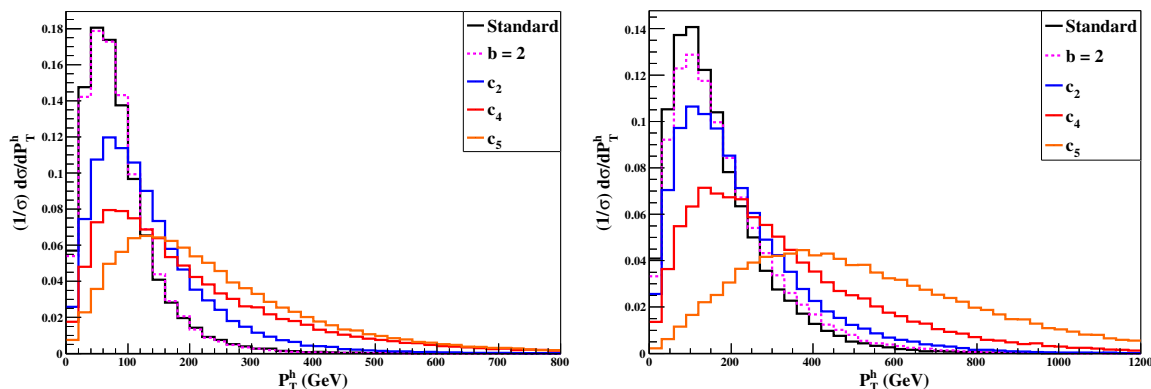 (1/σ) dσ/dP_T^h
0.18
0.16
0.14
0.12
0.1
0.08
0.06
0.04
0.02
0
0 100 200 300 400 500 600 700 800
P_T^h (GeV)
Standard
b = 2
c₂
c₄
c₅
(1/σ) dσ/dP_T^h
0.14
0.12
0.1
0.08
0.06
0.04
0.02
0
0 200 400 600 800 1000 1200
P_T^h (GeV)
Standard
b = 2
c₂
c₄
c₅